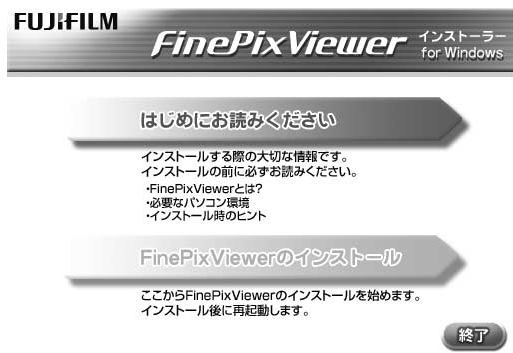 FUJIFILM
FinePixViewer インストーラー
for Windows
はじめにお読みください
インストールする際の大切な情報です。
インストールの前に必ずお読みください。
・FinePixViewerとは?
・必要なパソコン環境
・インストール時のヒント
FinePixViewerのインストール
ここからFinePixViewerのインストールを始めます。
インストール後に再起動します。
終了